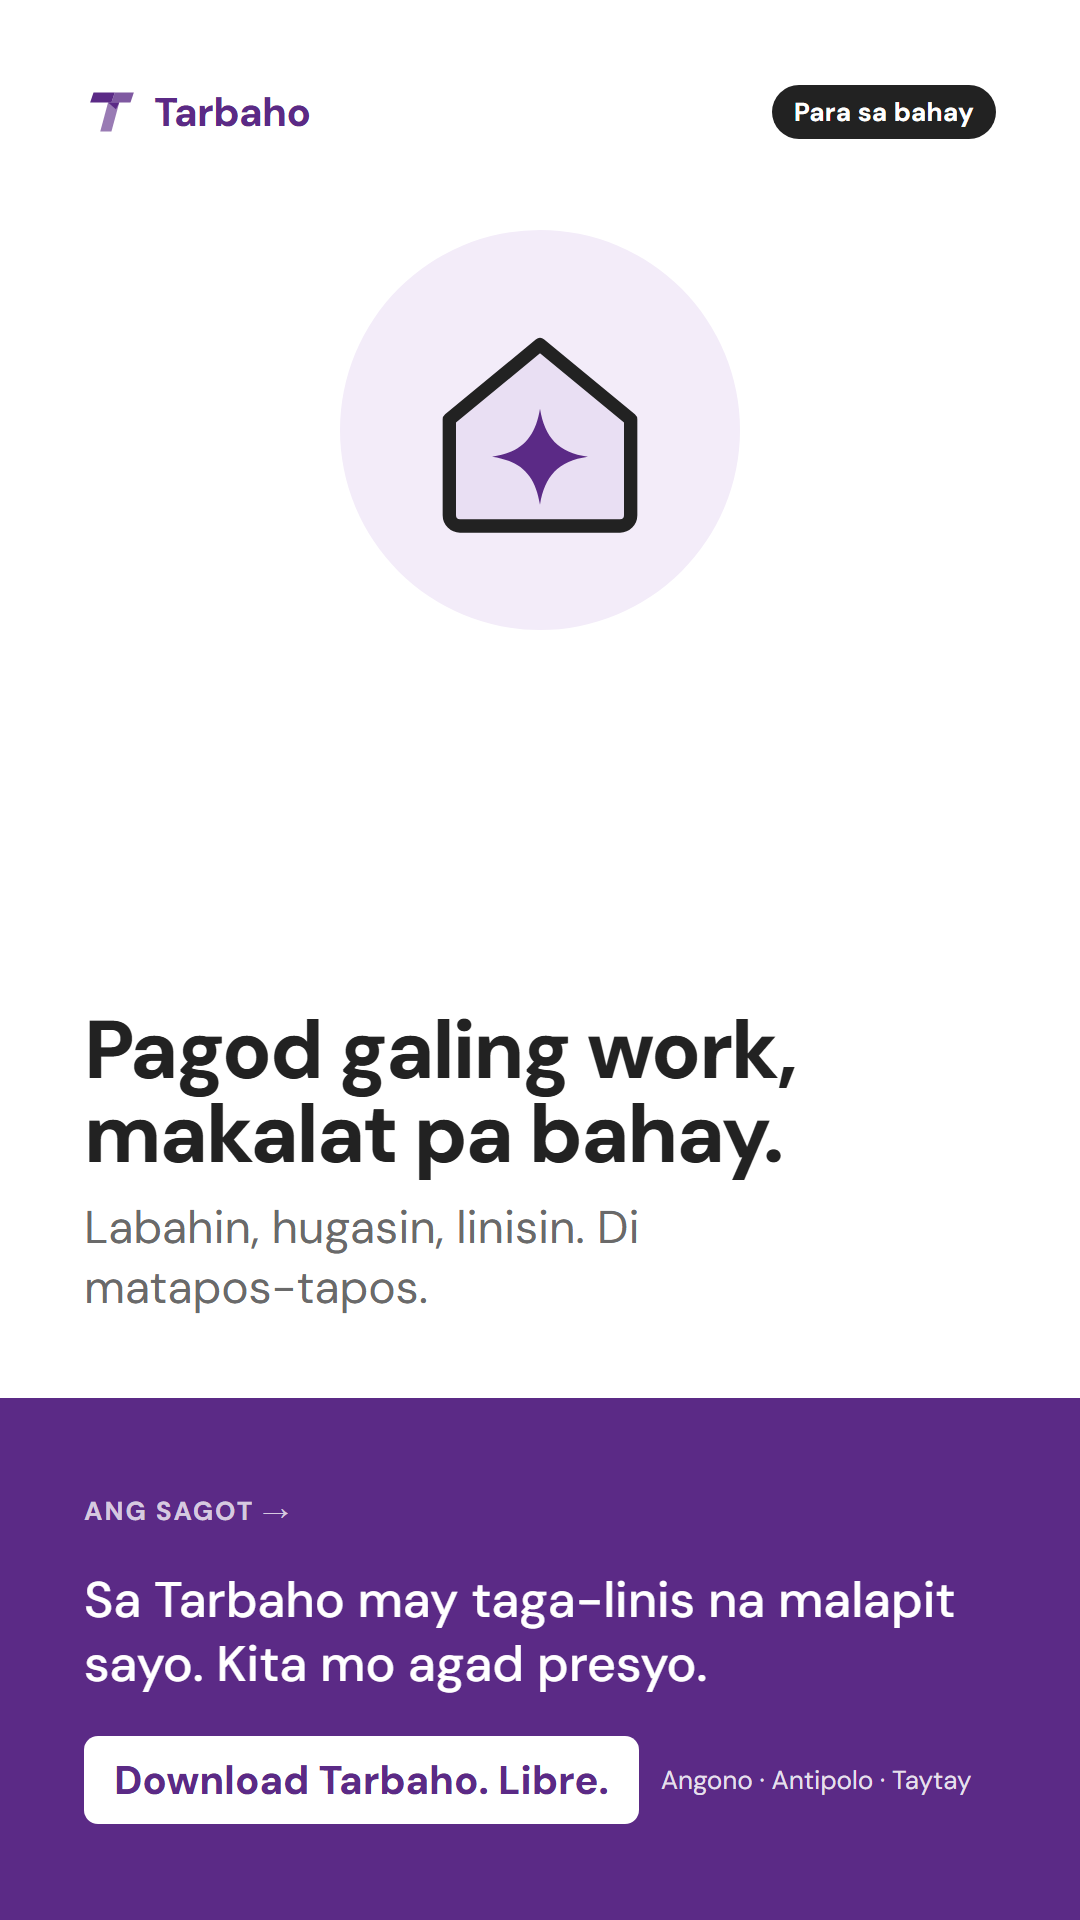 Tarbaho
Para sa bahay
Pagod galing work,
makalat pa bahay.
Labahin, hugasin, linisin. Di
matapos-tapos.
ANG SAGOT →
Sa Tarbaho may taga-linis na malapit
sayo. Kita mo agad presyo.
Download Tarbaho. Libre.
Angono · Antipolo · Taytay